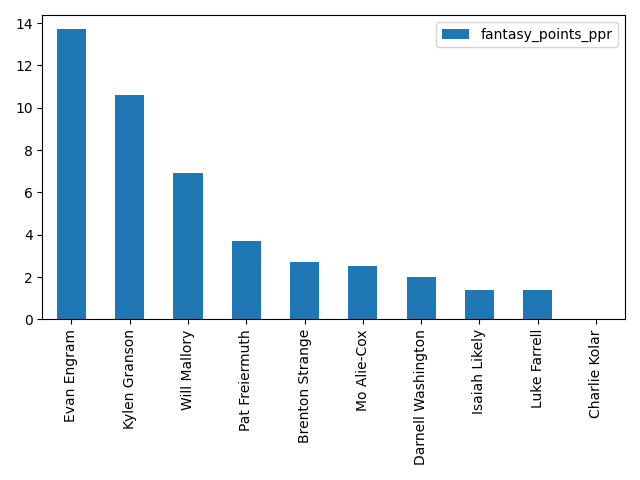 fantasy_points_ppr
14
12
10
8
6
4
2
0
Evan Engram
Kylen Granson
Will Mallory
Pat Freiermuth
Brenton Strange
Mo Alie-Cox
Darnell Washington
Isaiah Likely
Luke Farrell
Charlie Kolar